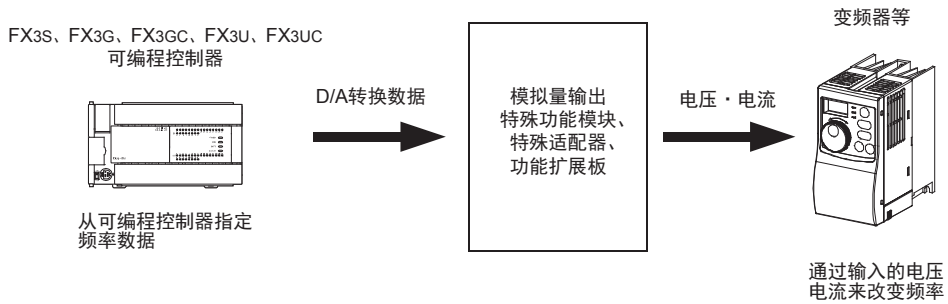 FX3S、FX3G、FX3GC、FX3U、FX3UC
可编程控制器
从可编程控制器指定
频率数据
D/A转换数据
模拟量输出
特殊功能模块、
特殊适配器、
功能扩展板
电压・电流
变频器等
通过输入的电压
电流来改变频率